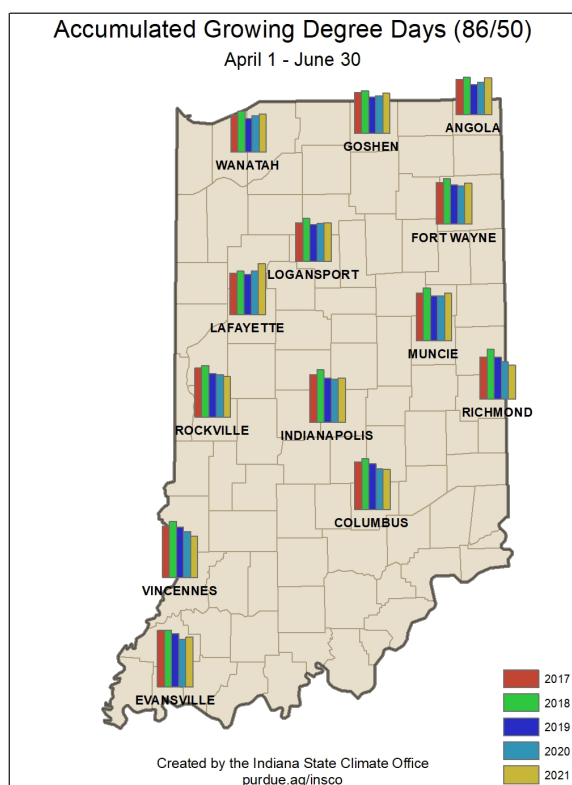 Accumulated Growing Degree Days (86/50)
April 1 - June 30
ANGOLA
GOSHEN
WANATAH
FORT WAYNE
LOGANSPORT
LAFAYETTE
MUNCIE
RICHMOND
ROCKVILLE
INDIANAPOLIS
COLUMBUS
VINCENNES
EVANSVILLE
2017
2018
2019
2020
2021
Created by the Indiana State Climate Office
purdue.ag/insco